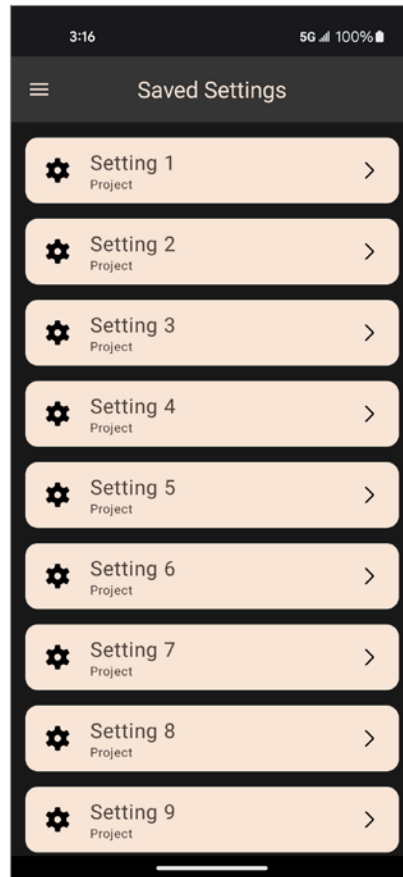 3:16
5G 100%
Saved Settings
Setting 1
Project
Setting 2
Project
Setting 3
Project
Setting 4
Project
Setting 5
Project
Setting 6
Project
Setting 7
Project
Setting 8
Project
Setting 9
Project